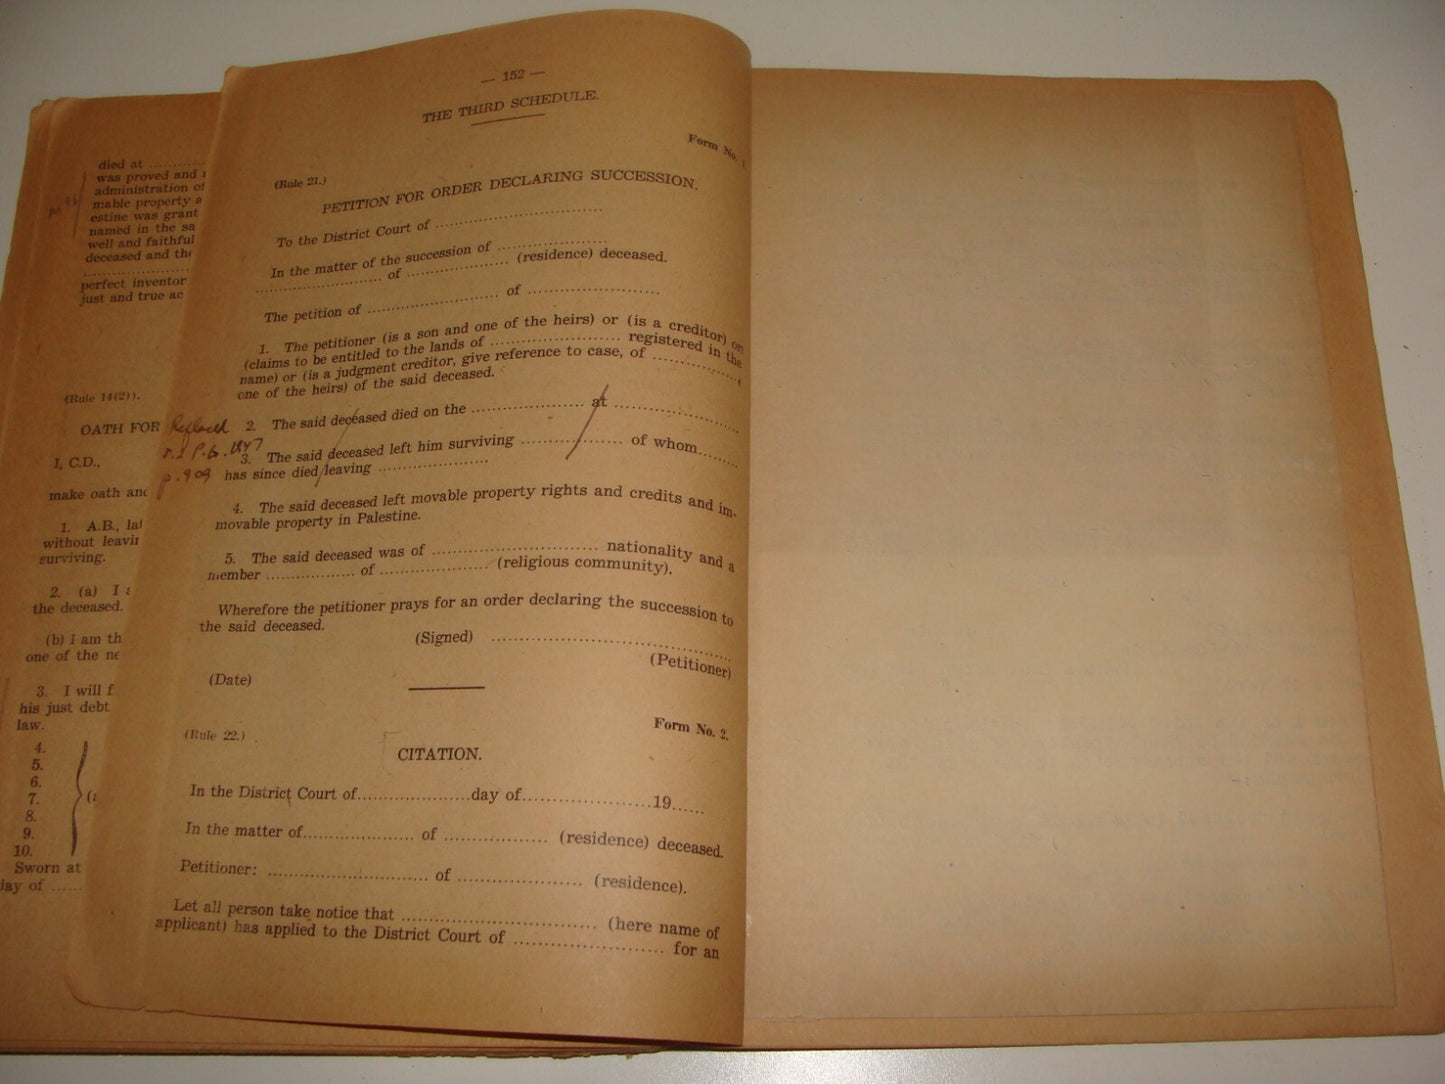 died at ............
was proved and
administration of
mable property a
estine was grant
named in the sa
well and faithful
deceased and the
....................
perfect inventor
just and true ac
(Rule 14(2)).
OATH FOR
I, C.D.,
make oath and
1. A.B., lat
without leavin
surviving.
2. (a) I
the deceased.
(b) I am th
one of the ne
3. I will f
his just debt
law.
4.
5.
6.
7.
8.
9.
10.
Sworn at
day of ......
— 152 —
THE THIRD SCHEDULE.
Form No. 1.
(Rule 21.)
PETITION FOR ORDER DECLARING SUCCESSION.
To the District Court of ..............................
In the matter of the succession of ....................
.......................... of .................... (residence) deceased.
The petition of .......................... of ..........................
1. The petitioner (is a son and one of the heirs) or (is a creditor) or
(claims to be entitled to the lands of .......................... registered in the
name) or (is a judgment creditor, give reference to case, of ..................
one of the heirs) of the said deceased.
Replaced
2. The said deceased died on the ...................... at ..........................
P.G. 1947
3. The said deceased left him surviving .................... of whom........
p. 909
has since died leaving ......................
4. The said deceased left movable property rights and credits and im-
movable property in Palestine.
5. The said deceased was of .................................. nationality and a
member .................. of ...................... (religious community).
Wherefore the petitioner prays for an order declaring the succession to
the said deceased.
(Signed) ................................................
(Petitioner)
(Date)
Form No. 2.
(Rule 22.)
CITATION.
In the District Court of......................day of..........................19......
In the matter of...................... of .................... (residence) deceased.
Petitioner: ................................ of ........................ (residence).
Let all person take notice that ...................................... (here name of
applicant) has applied to the District Court of .............................. for an